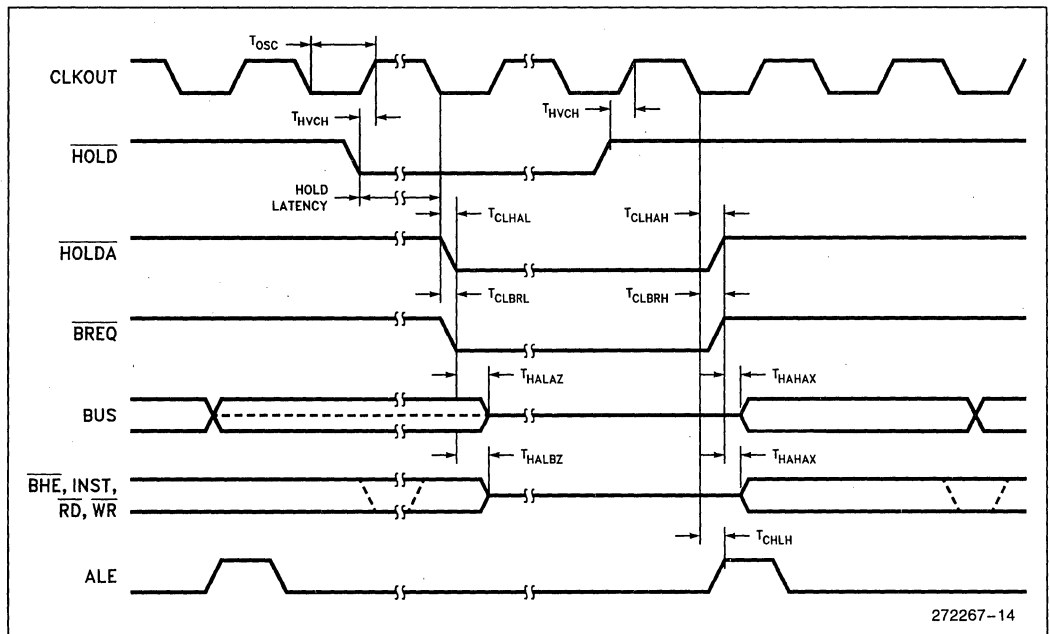 T_OSC
CLKOUT
T_HVCH
T_HVCH
HOLD
HOLD
LATENCY
T_CLHAL
T_CLHAH
HOLDA
T_CLBRL
T_CLBRH
BREQ
T_HALAZ
T_HAHAX
BUS
T_HALBZ
T_HAHAX
BHE, INST,
RD, WR
T_CHLH
ALE
272267-14